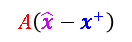 A(x̂ − x⁺)